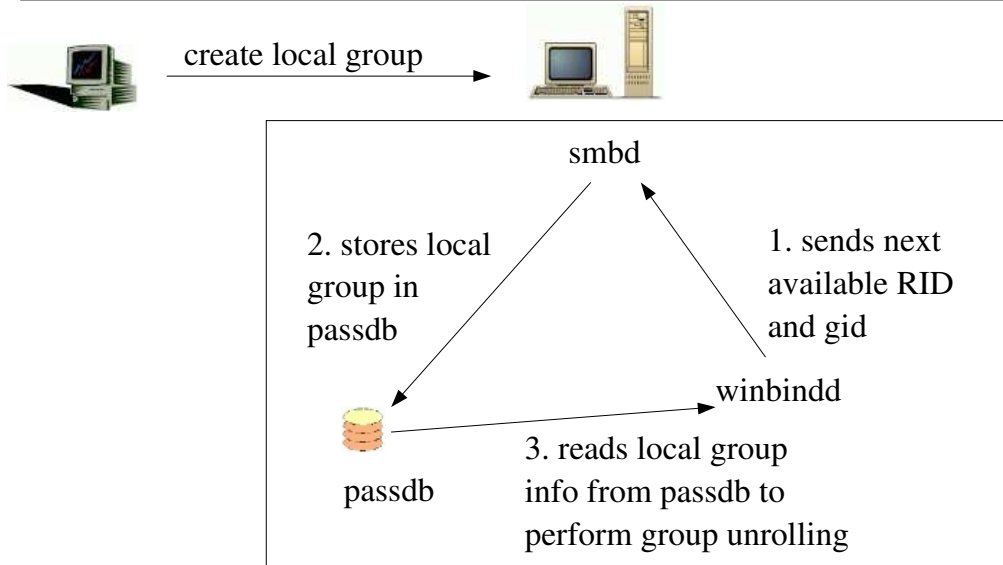 create local group
smbd
2. stores local
group in
passdb
1. sends next
available RID
and gid
winbindd
passdb
3. reads local group
info from passdb to
perform group unrolling